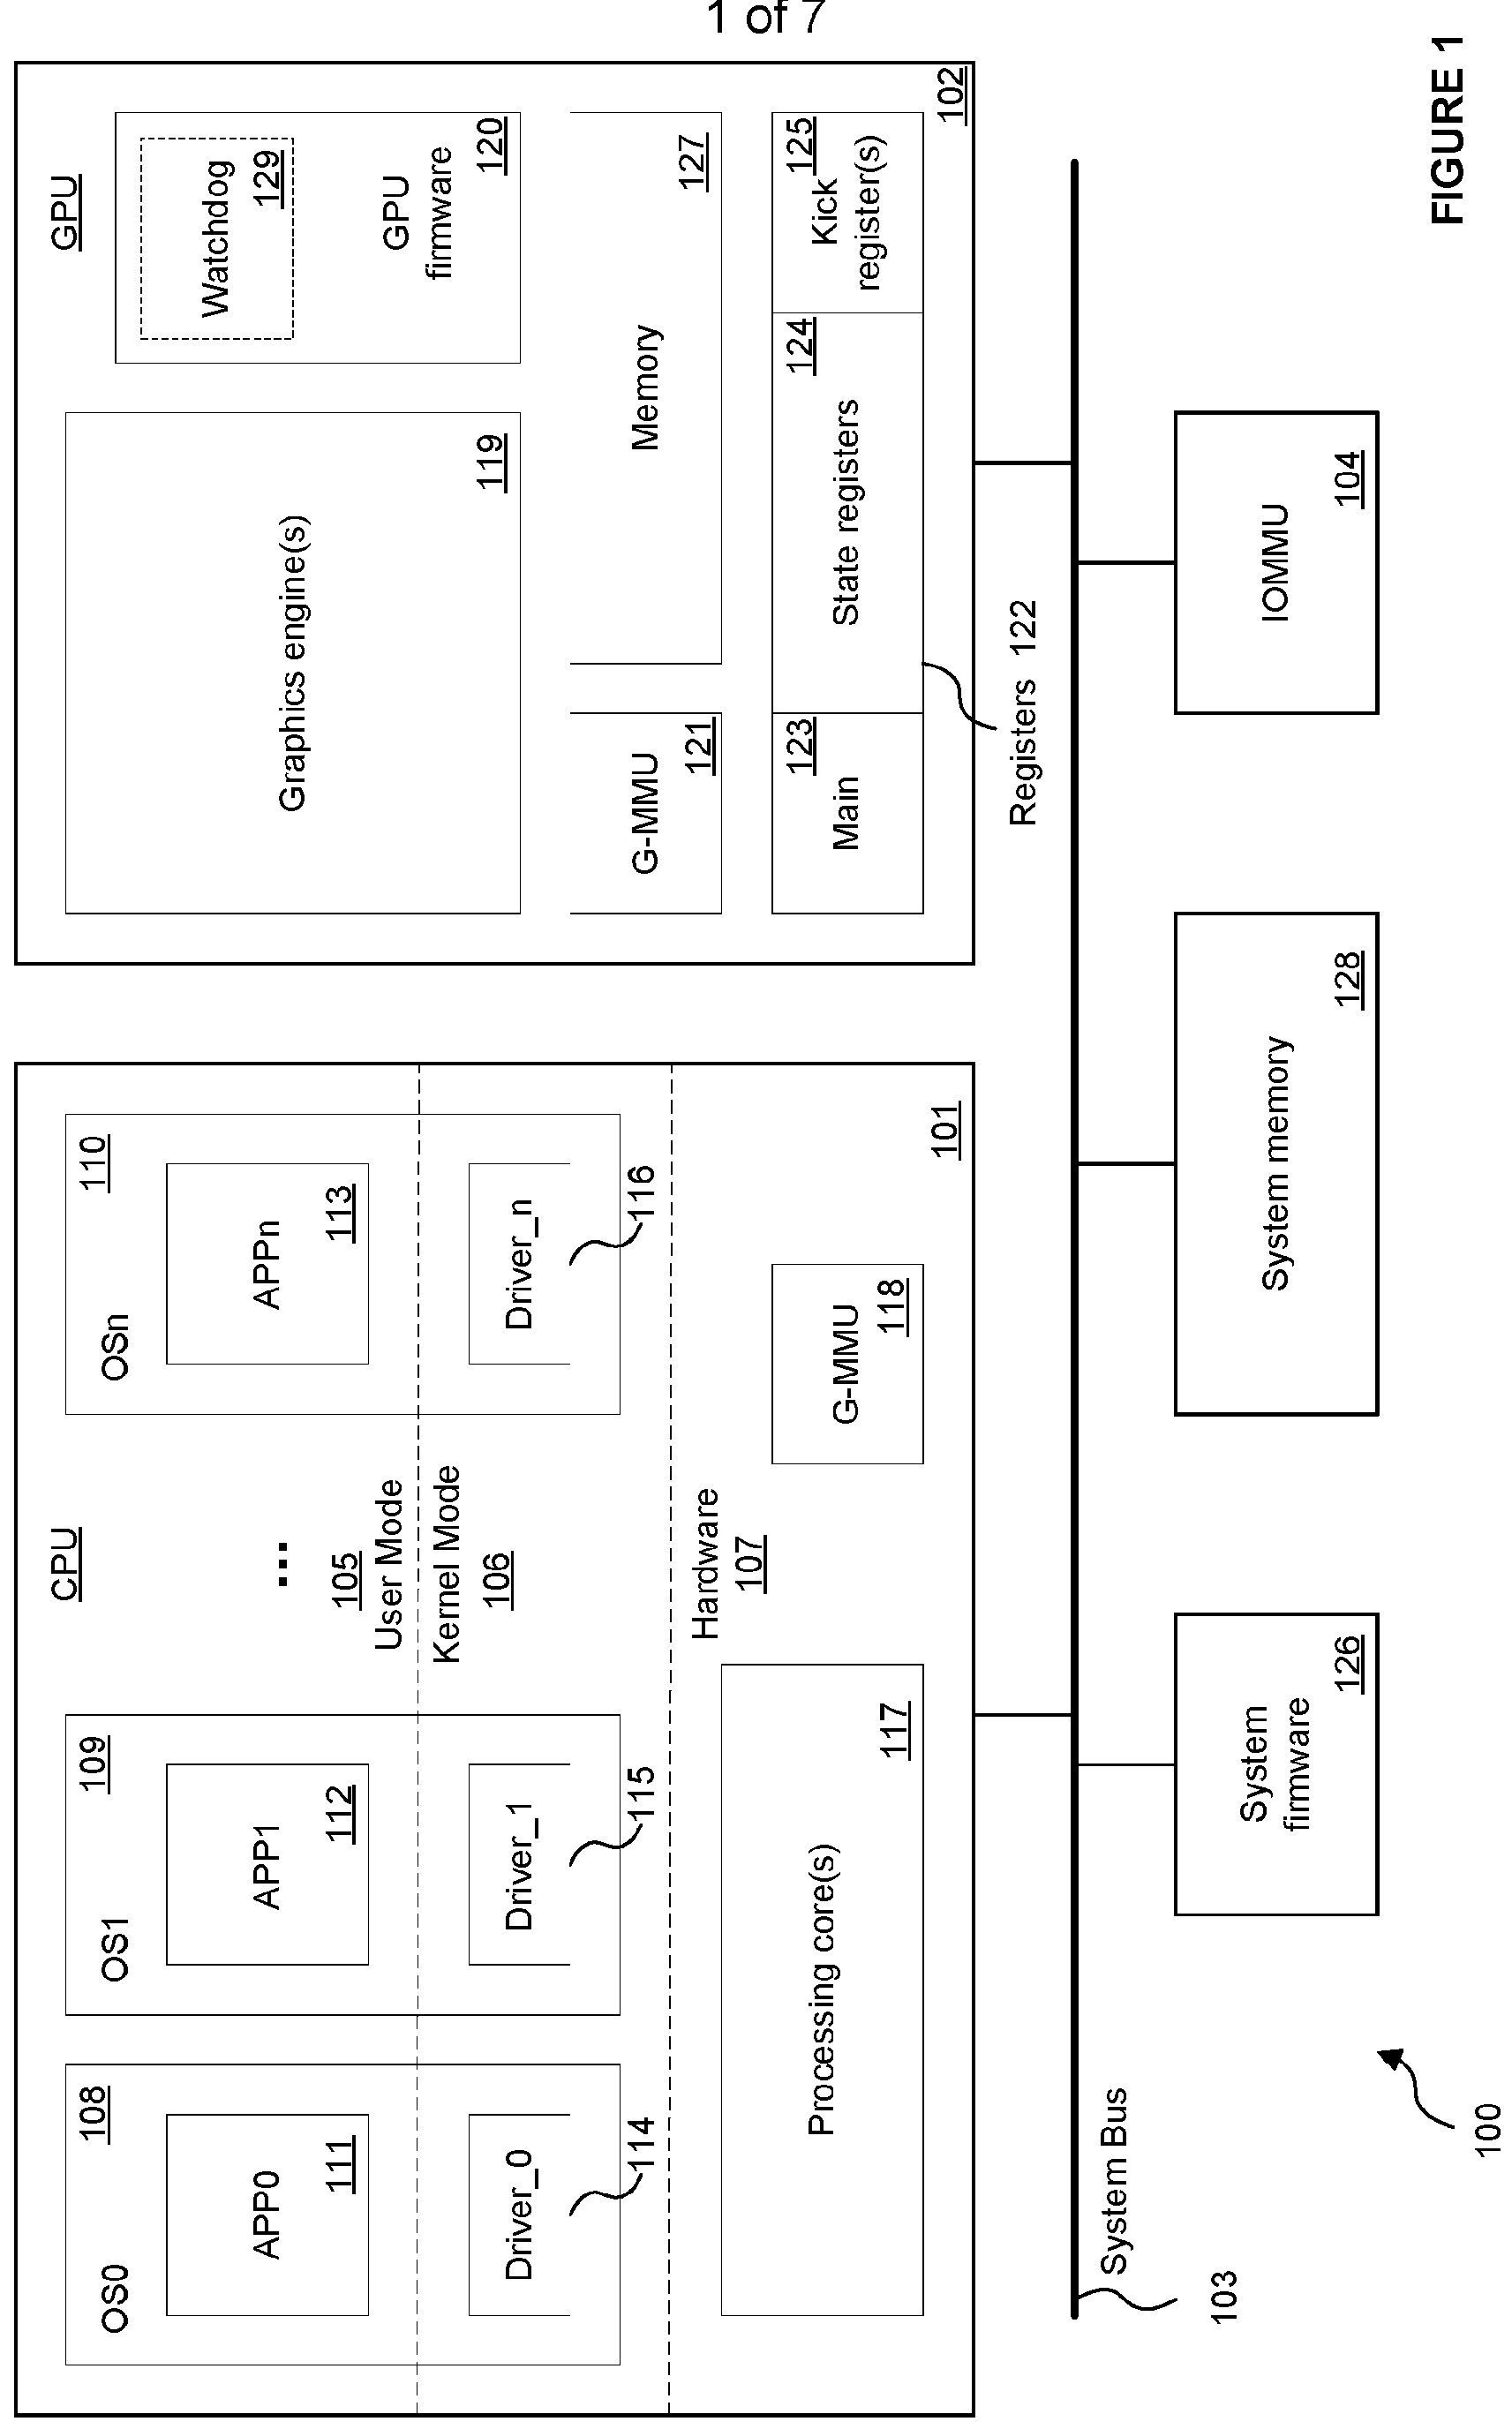 1 of 7
CPU
OS0
108
APP0
111
Driver_0
114
OS1
109
APP1
112
Driver_1
115
...
105
User Mode
Kernel Mode
106
OSn
110
APPn
113
Driver_n
116
Hardware
107
Processing core(s)
117
G-MMU
118
101
GPU
Graphics engine(s)
119
Watchdog
129
GPU
firmware
120
G-MMU
121
Memory
127
Main
123
State registers
124
Kick
register(s)
125
102
Registers 122
System Bus
103
System
firmware
126
System memory
128
IOMMU
104
100
FIGURE 1